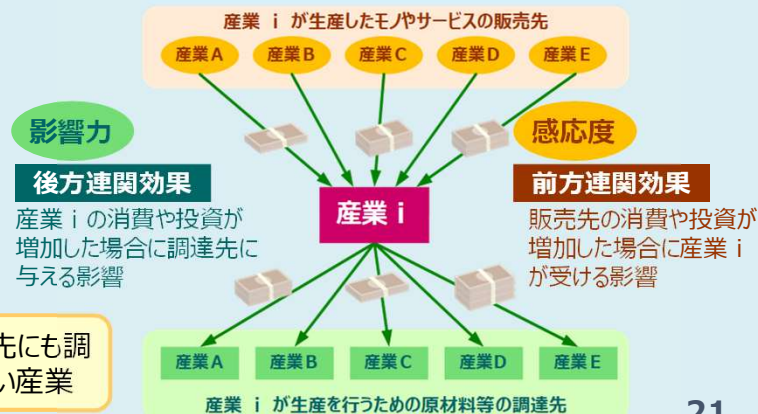 産業 i が生産したモノやサービスの販売先
産業A 産業B 産業C 産業D 産業E
影響力
後方連関効果
産業 i の消費や投資が
増加した場合に調達先に
与える影響
産業 i
感応度
前方連関効果
販売先の消費や投資が
増加した場合に産業 i
が受ける影響
先にも調
い産業
産業A 産業B 産業C 産業D 産業E
産業 i が生産を行うための原材料等の調達先
21